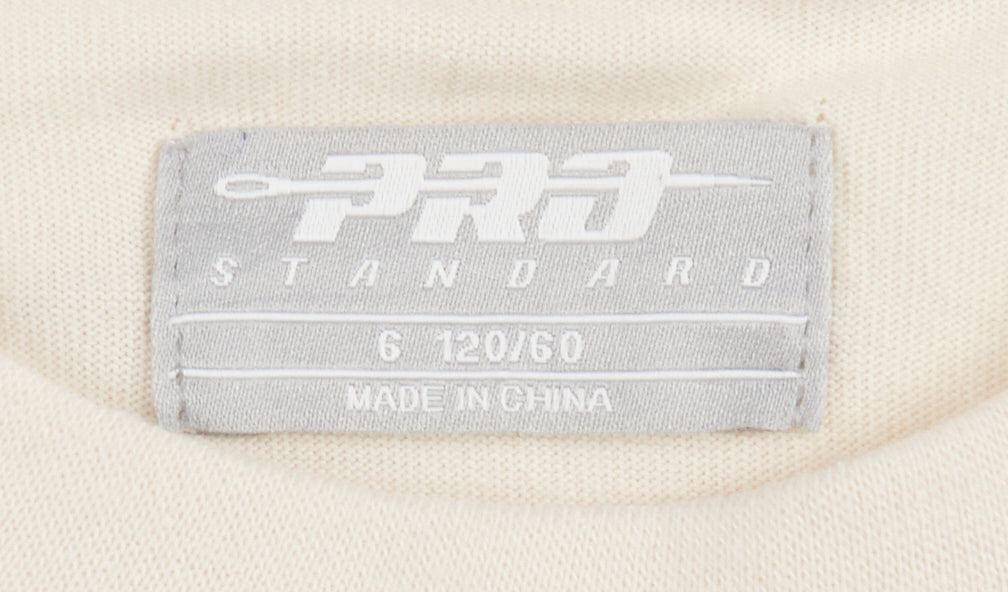 PRO
STANDARD
6 120/60
MADE IN CHINA